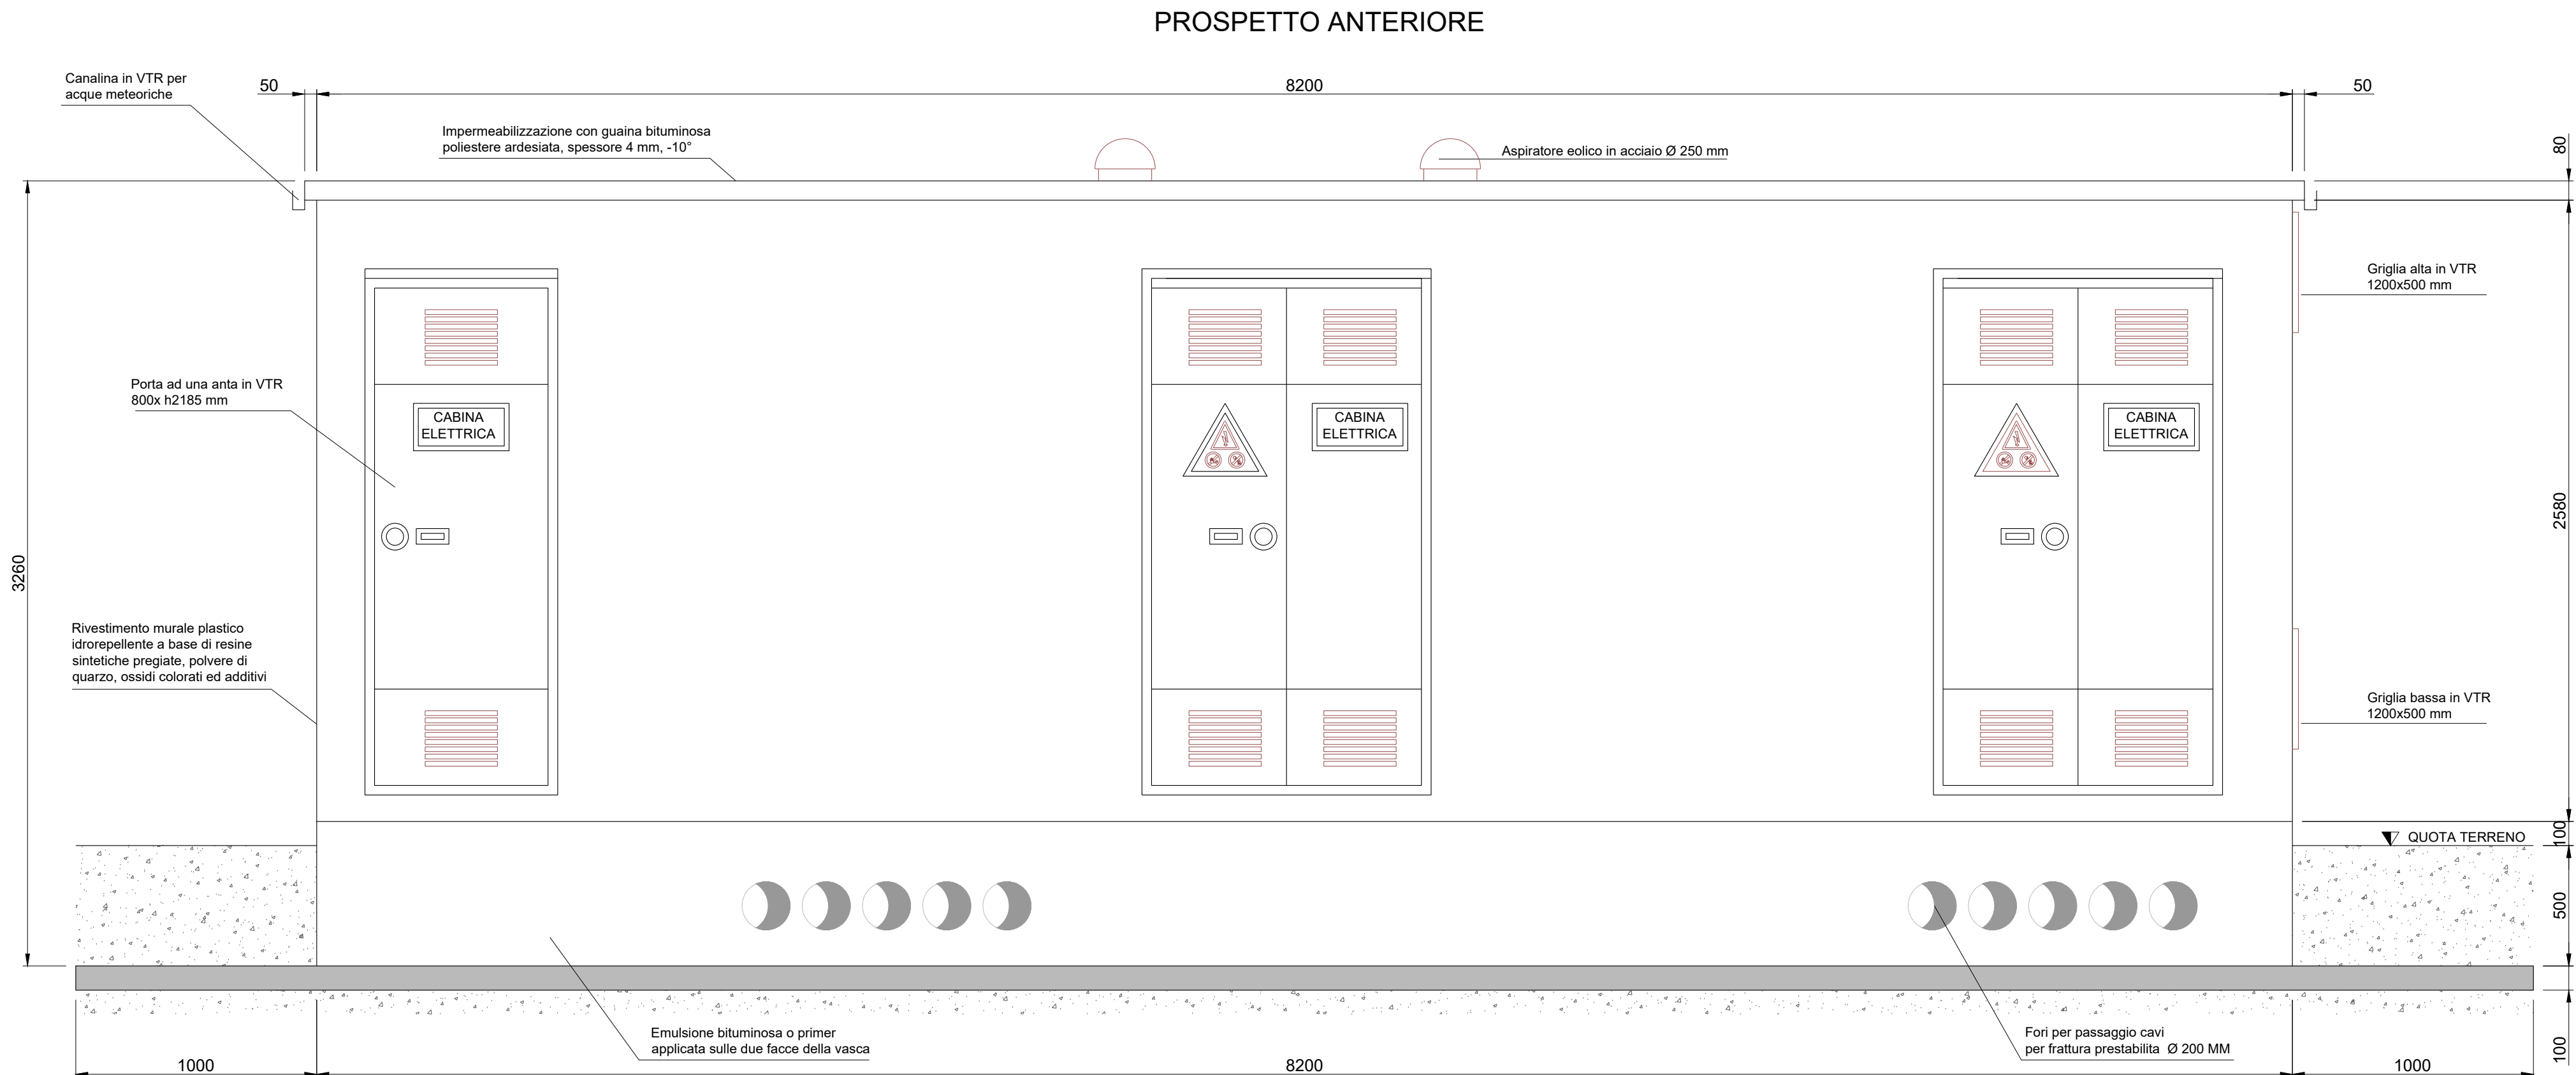 PROSPETTO ANTERIORE
Canalina in VTR per
acque meteoriche
50
8200
50
Impermeabilizzazione con guaina bituminosa
poliestere ardesiata, spessore 4 mm, -10°
Aspiratore eolico in acciaio Ø 250 mm
80
Griglia alta in VTR
1200x500 mm
Porta ad una anta in VTR
800x h2185 mm
CABINA
ELETTRICA
CABINA
ELETTRICA
CABINA
ELETTRICA
2580
3260
Rivestimento murale plastico
idrorepellente a base di resine
sintetiche pregiate, polvere di
quarzo, ossidi colorati ed additivi
Griglia bassa in VTR
1200x500 mm
100
QUOTA TERRENO
500
Emulsione bituminosa o primer
applicata sulle due facce della vasca
Fori per passaggio cavi
per frattura prestabilita Ø 200 MM
100
1000
8200
1000